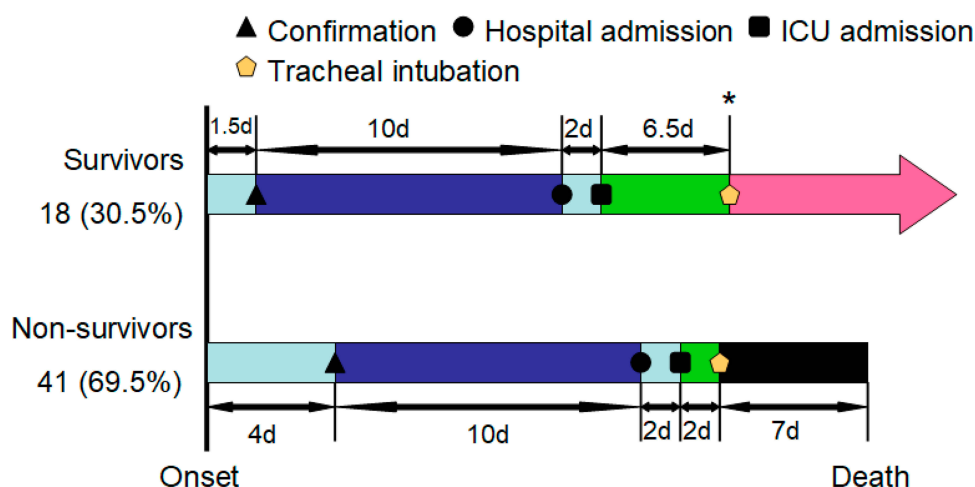 Confirmation Hospital admission ICU admission
Tracheal intubation
*
1.5d 10d 2d 6.5d
Survivors
18 (30.5%)
Non-survivors
41 (69.5%)
4d 10d 2d 2d 7d
Onset Death